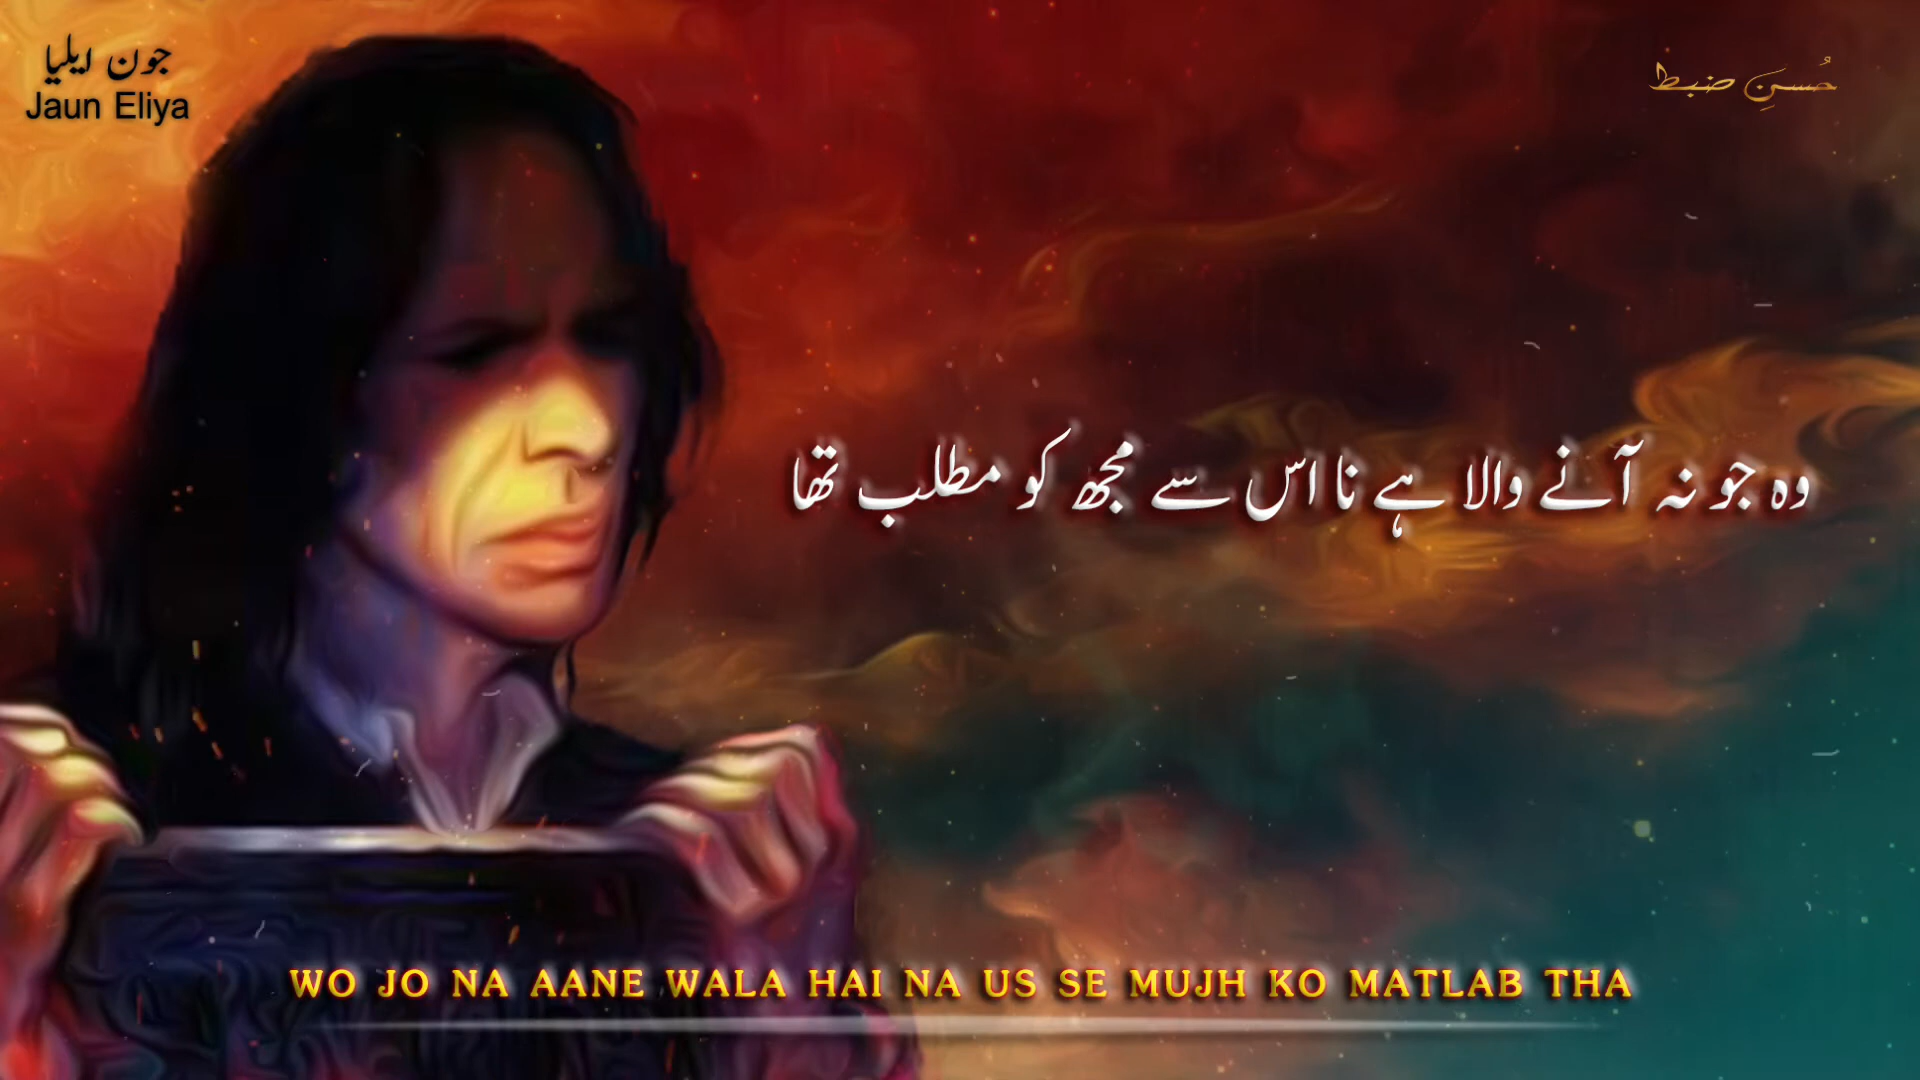 جون ایلیا
Jaun Eliya
حُسنِ ضبط
وہ جو نہ آنے والا ہے نا اس سے مجھ کو مطلب تھا
WO JO NA AANE WALA HAI NA US SE MUJH KO MATLAB THA